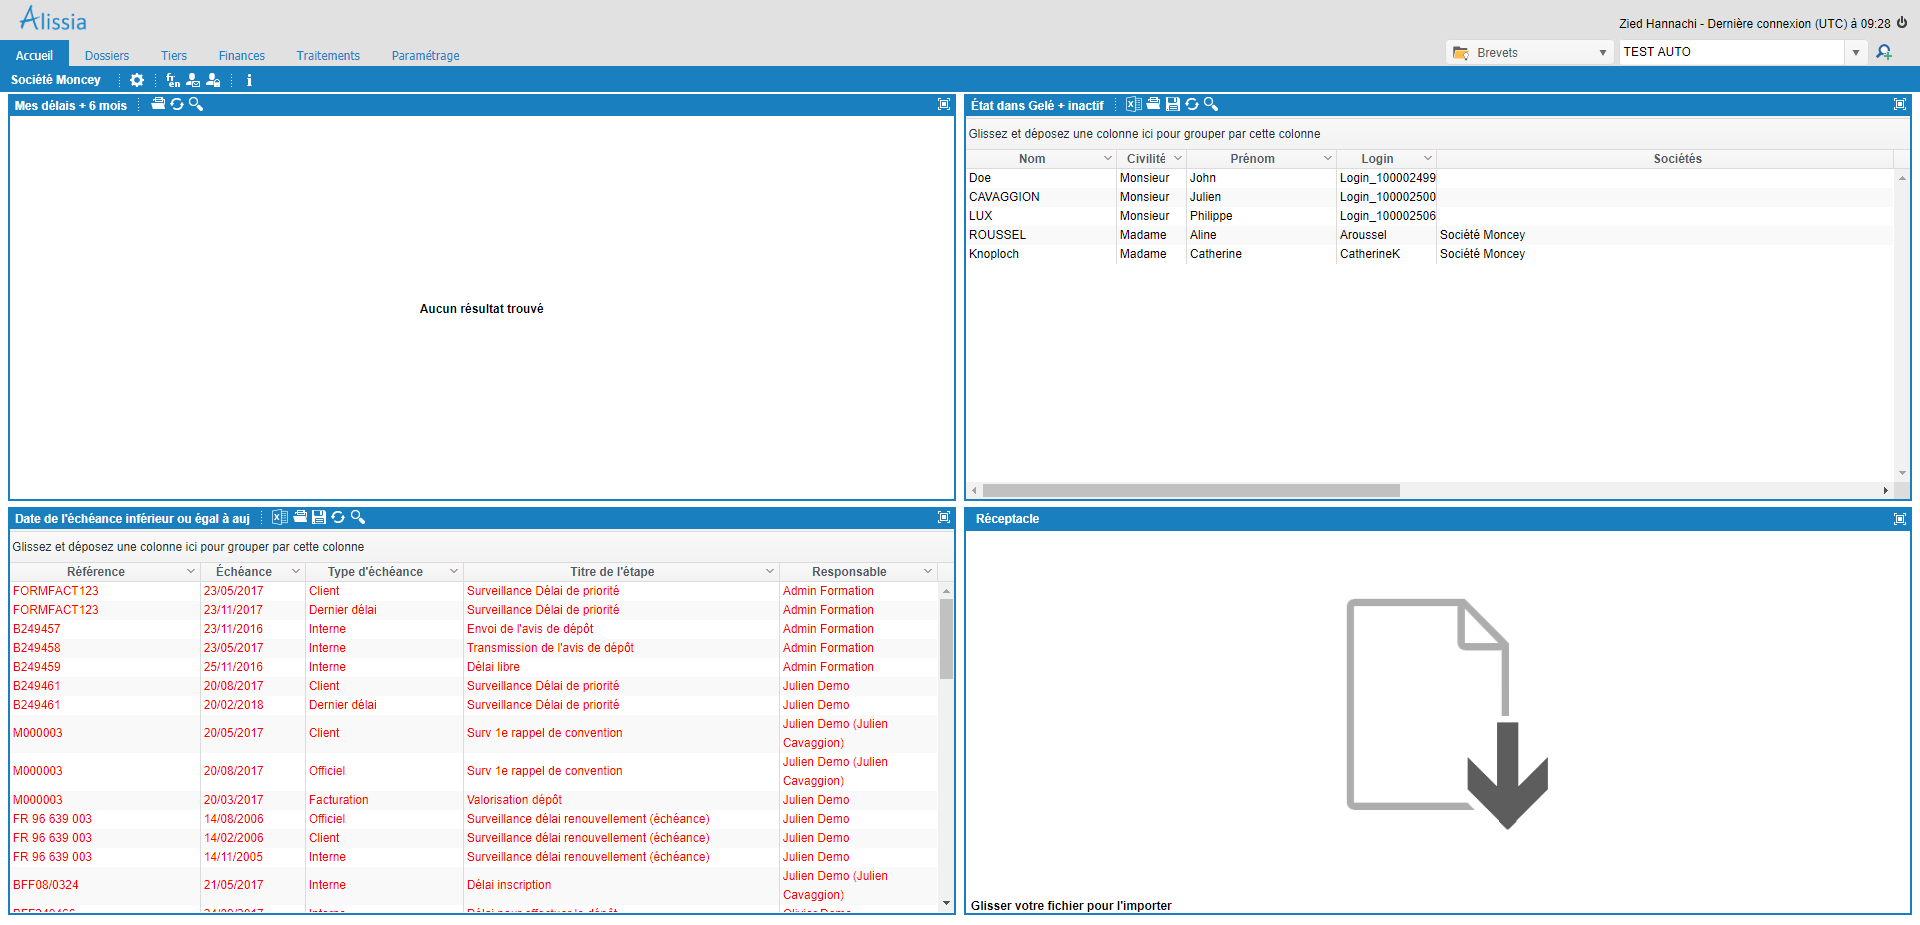 Alissia
Zied Hannachi - Dernière connexion (UTC) à 09:28
Accueil Dossiers Tiers Finances Traitements Paramétrage
Brevets TEST AUTO
Société Moncey fr en i
Mes délais + 6 mois
Aucun résultat trouvé
État dans Gelé + inactif
Glissez et déposez une colonne ici pour grouper par cette colonne
Nom Civilité Prénom Login Sociétés
Doe Monsieur John Login_100002499
CAVAGGION Monsieur Julien Login_100002500
LUX Monsieur Philippe Login_100002506
ROUSSEL Madame Aline Aroussel Société Moncey
Knoploch Madame Catherine CatherineK Société Moncey
Date de l'échéance inférieur ou égal à auj
Glissez et déposez une colonne ici pour grouper par cette colonne
Référence Échéance Type d'échéance Titre de l'étape Responsable
FORMFACT123 23/05/2017 Client Surveillance Délai de priorité Admin Formation
FORMFACT123 23/11/2017 Dernier délai Surveillance Délai de priorité Admin Formation
B249457 23/11/2016 Interne Envoi de l'avis de dépôt Admin Formation
B249458 23/05/2017 Interne Transmission de l'avis de dépôt Admin Formation
B249459 25/11/2016 Interne Délai libre Admin Formation
B249461 20/08/2017 Client Surveillance Délai de priorité Julien Demo
B249461 20/02/2018 Dernier délai Surveillance Délai de priorité Julien Demo
M000003 20/05/2017 Client Surv 1e rappel de convention Julien Demo (Julien
Cavaggion)
M000003 20/08/2017 Officiel Surv 1e rappel de convention Julien Demo (Julien
Cavaggion)
M000003 20/03/2017 Facturation Valorisation dépôt Julien Demo
FR 96 639 003 14/08/2006 Officiel Surveillance délai renouvellement (échéance) Julien Demo
FR 96 639 003 14/02/2006 Client Surveillance délai renouvellement (échéance) Julien Demo
FR 96 639 003 14/11/2005 Interne Surveillance délai renouvellement (échéance) Julien Demo
BFF08/0324 21/05/2017 Interne Délai inscription Julien Demo (Julien
Cavaggion)
Réceptacle
Glisser votre fichier pour l'importer